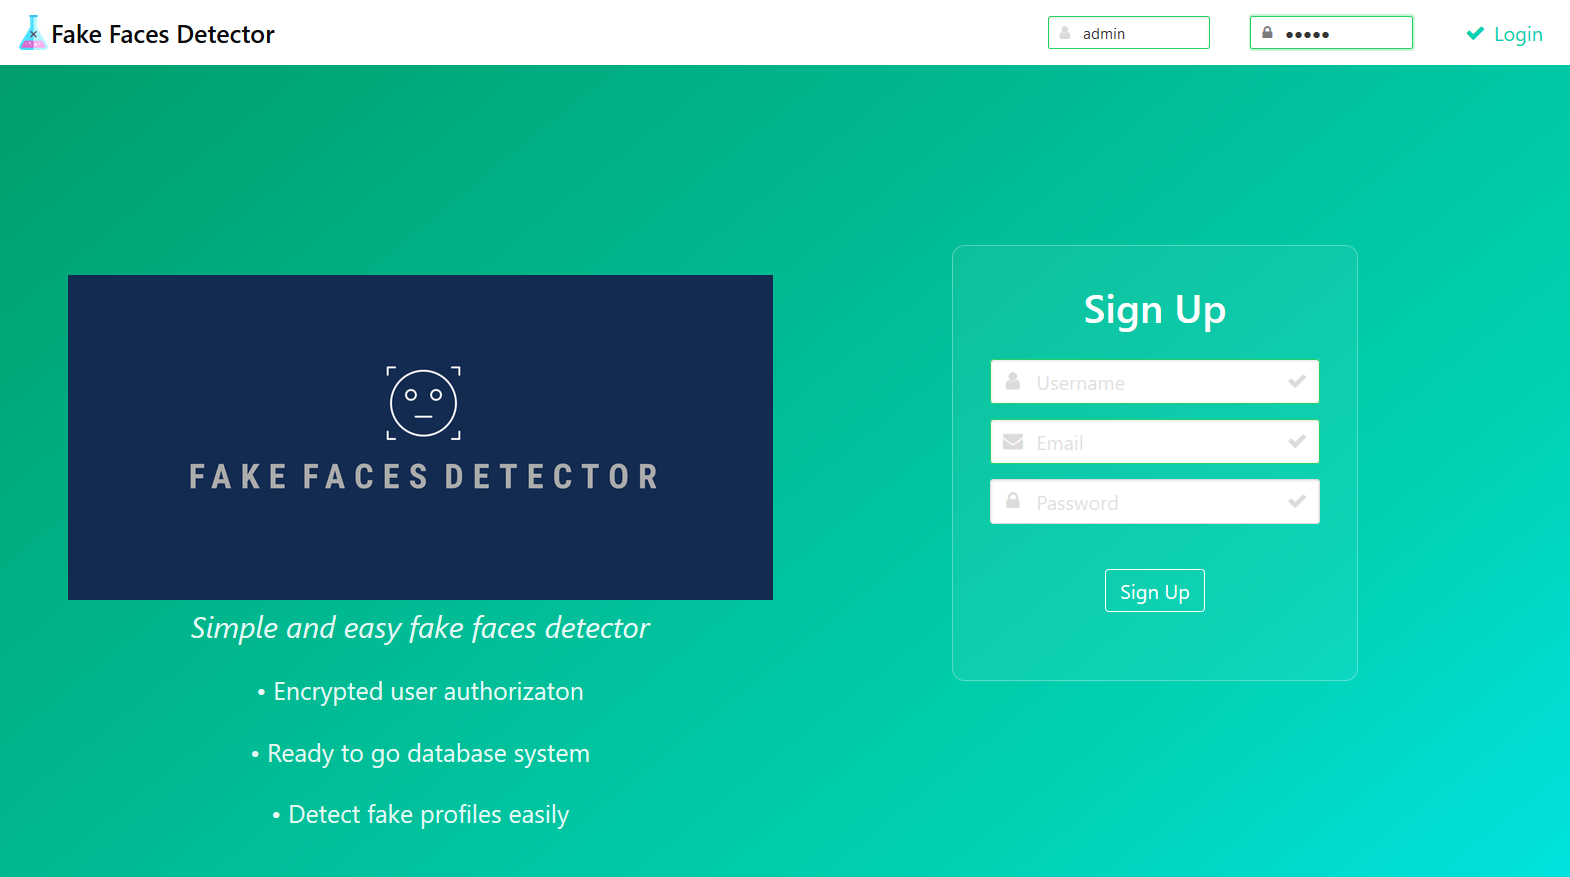 Fake Faces Detector
admin
●●●●●
Login
FAKE FACES DETECTOR
Simple and easy fake faces detector
• Encrypted user authorizaton
• Ready to go database system
• Detect fake profiles easily
Sign Up
Username
Email
Password
Sign Up